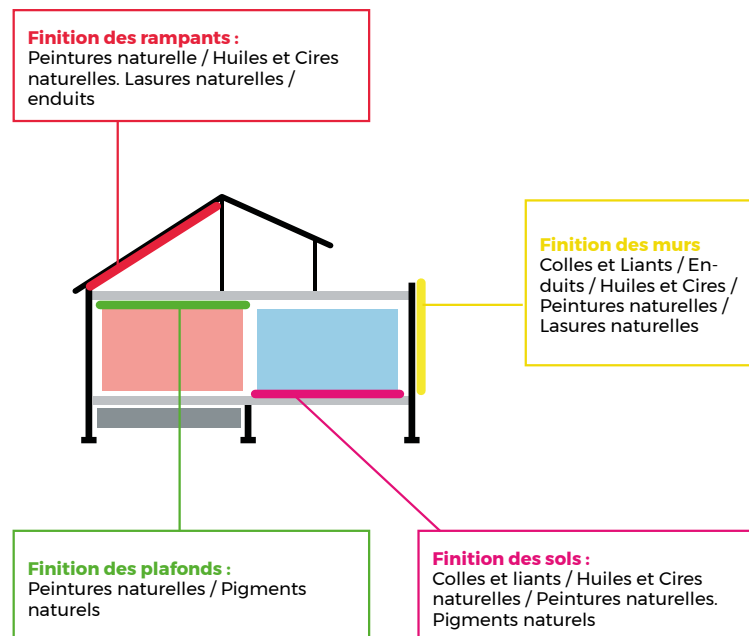 Finition des rampants :
Peintures naturelle / Huiles et Cires
naturelles. Lasures naturelles /
enduits
Finition des murs
Colles et Liants / En-
duits / Huiles et Cires /
Peintures naturelles /
Lasures naturelles
Finition des plafonds :
Peintures naturelles / Pigments
naturels
Finition des sols :
Colles et liants / Huiles et Cires
naturelles / Peintures naturelles.
Pigments naturels